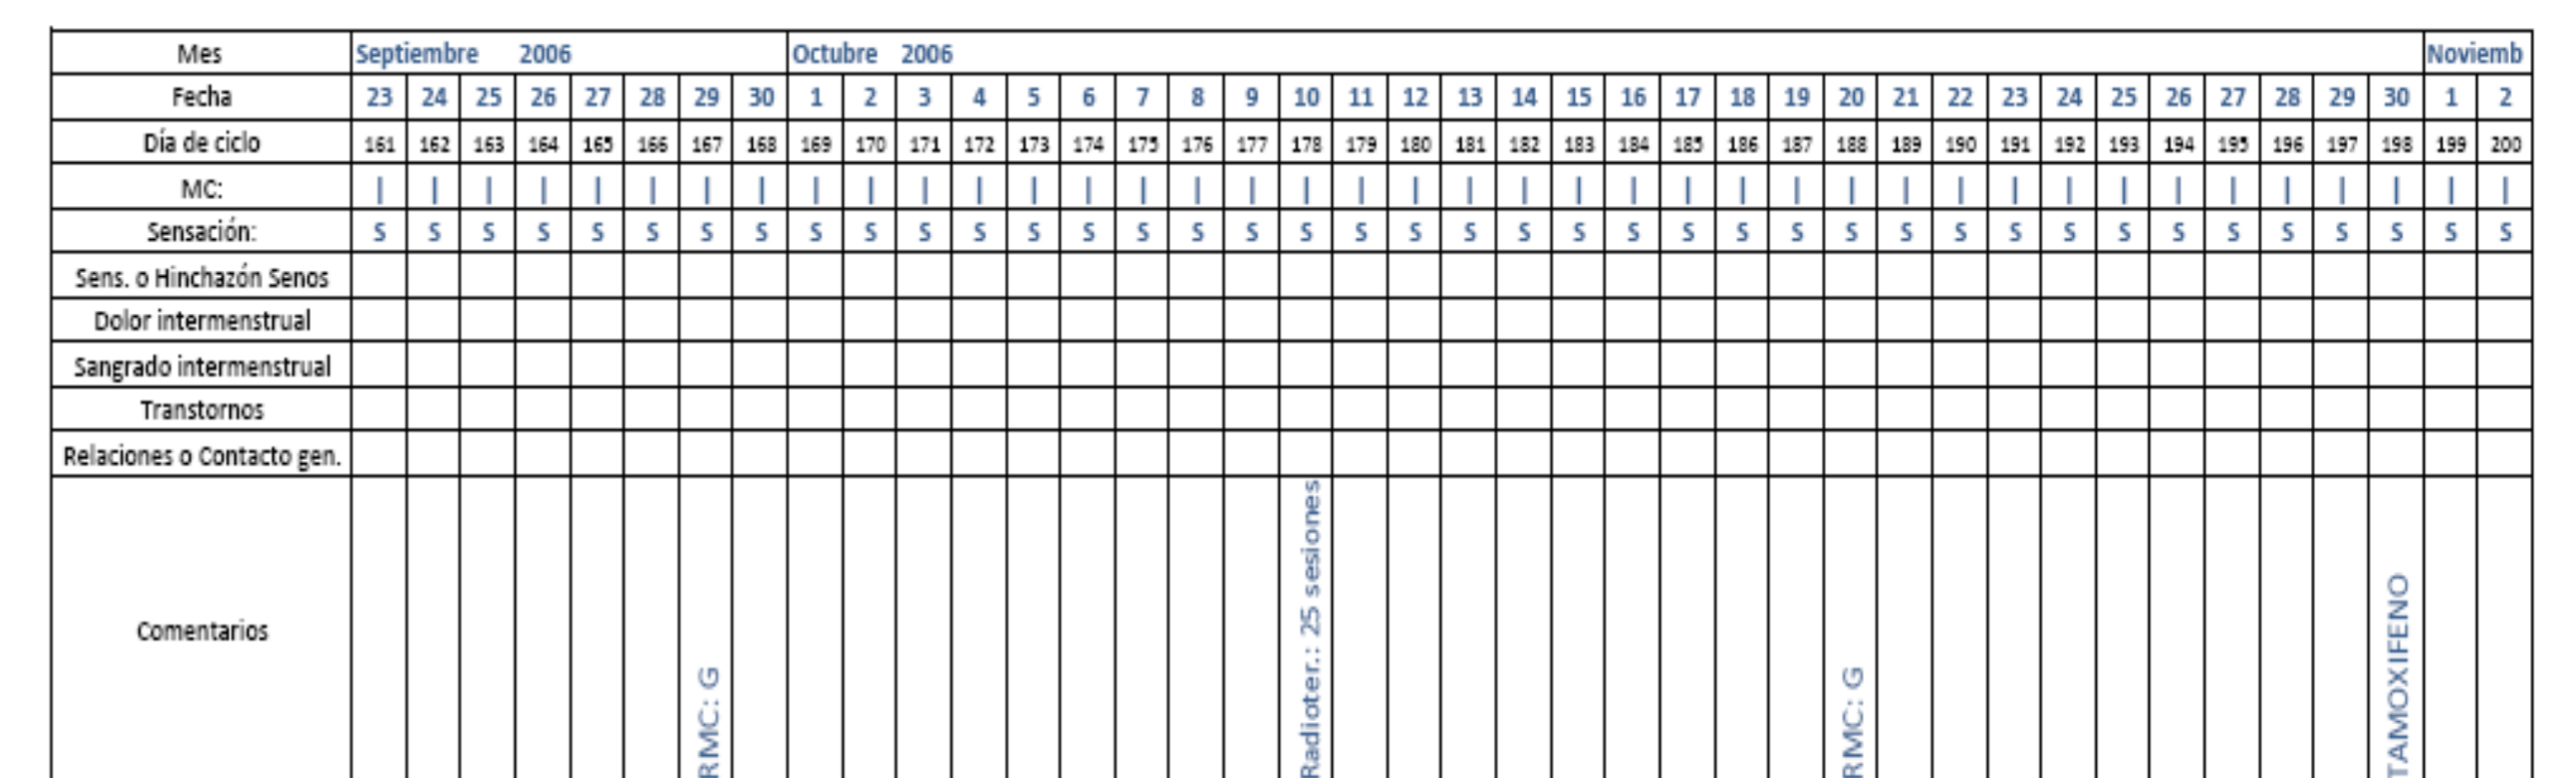 Mes Septiembre 2006 Octubre 2006 Noviemb
Fecha 23 24 25 26 27 28 29 30 1 2 3 4 5 6 7 8 9 10 11 12 13 14 15 16 17 18 19 20 21 22 23 24 25 26 27 28 29 30 1 2
Día de ciclo 161 162 163 164 165 166 167 168 169 170 171 172 173 174 175 176 177 178 179 180 181 182 183 184 185 186 187 188 189 190 191 192 193 194 195 196 197 198 199 200
MC: | | | | | | | | | | | | | | | | | | | | | | | | | | | | | | | | | | | | | | | |
Sensación: S S S S S S S S S S S S S S S S S S S S S S S S S S S S S S S S S S S S S S S S
Sens. o Hinchazón Senos
Dolor intermenstrual
Sangrado intermenstrual
Transtornos
Relaciones o Contacto gen.
Comentarios
RMC: G
Radioter.: 25 sesiones
RMC: G
TAMOXIFENO